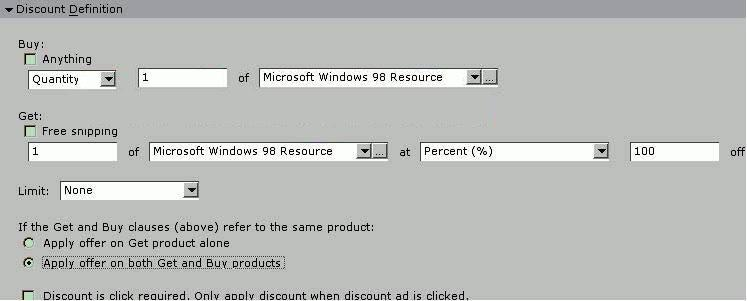 Discount Definition
Buy:
Anything
Quantity 1 of Microsoft Windows 98 Resource ...
Get:
Free snipping
1 of Microsoft Windows 98 Resource ... at Percent (%) 100 off
Limit: None
If the Get and Buy clauses (above) refer to the same product:
Apply offer on Get product alone
Apply offer on both Get and Buy products
Discount is click required. Only apply discount when discount ad is clicked.